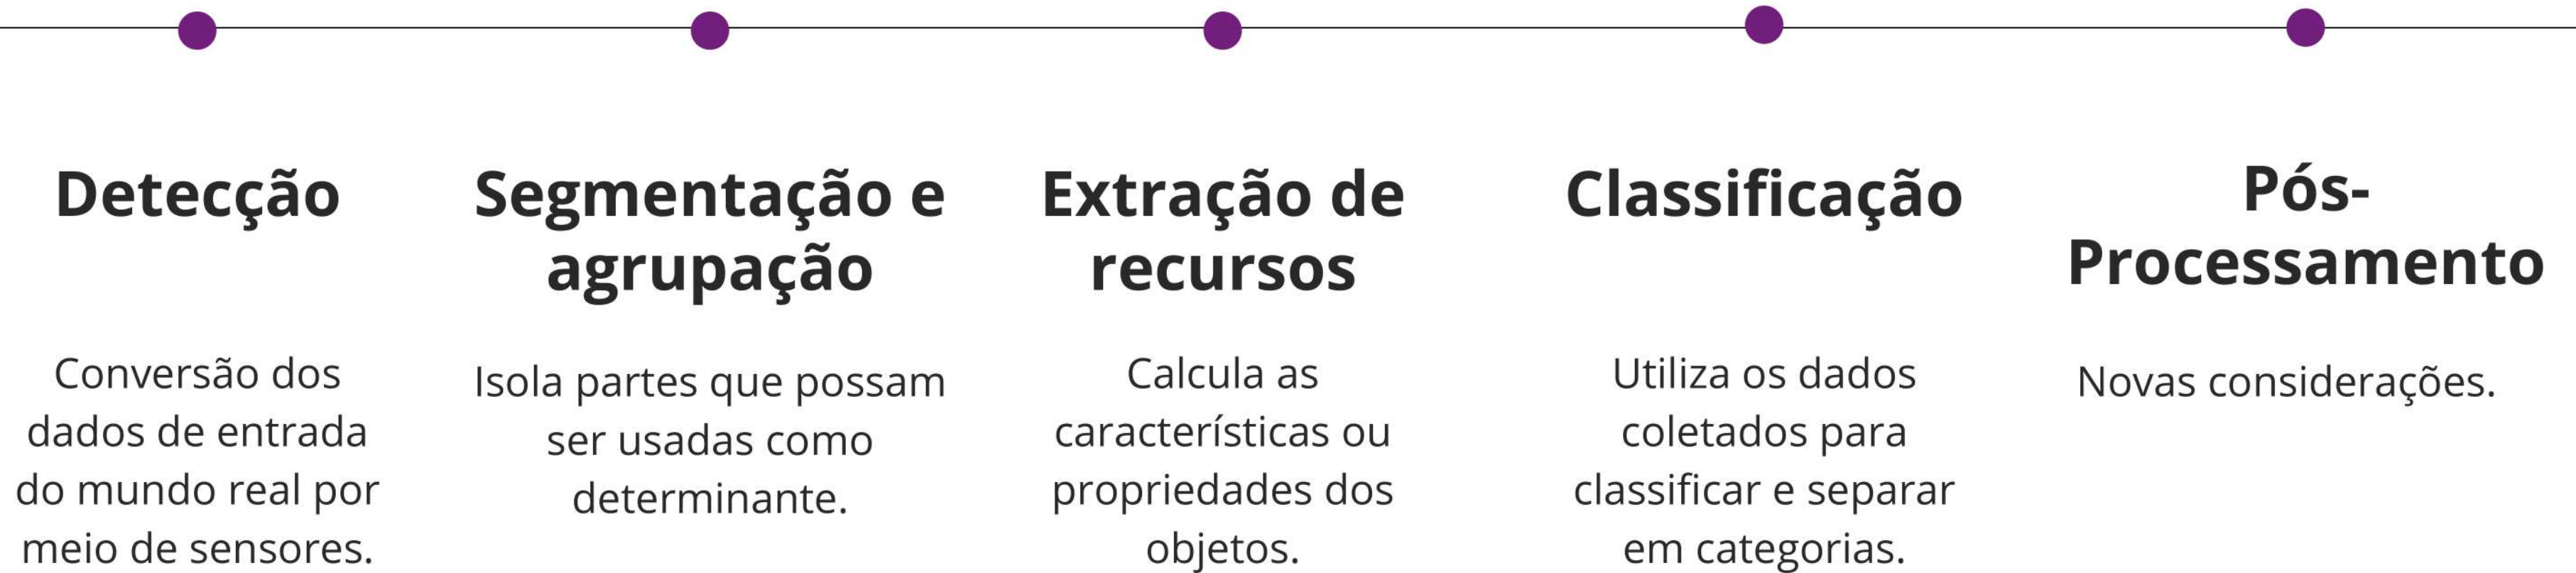 Detecção
Conversão dos
dados de entrada
do mundo real por
meio de sensores.
Segmentação e
agrupação
Isola partes que possam
ser usadas como
determinante.
Extração de
recursos
Calcula as
características ou
propriedades dos
objetos.
Classificação
Utiliza os dados
coletados para
classificar e separar
em categorias.
Pós-
Processamento
Novas considerações.